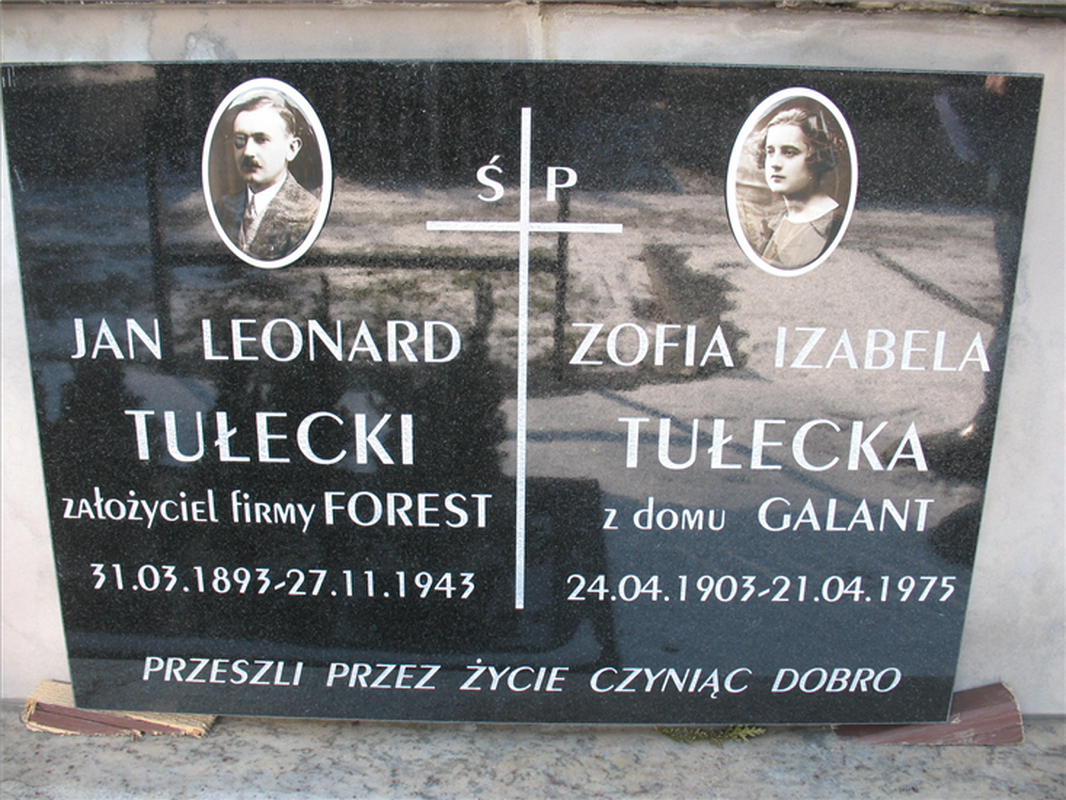 Ś P
JAN LEONARD
TUŁECKI
założyciel firmy FOREST
31.03.1893-27.11.1943
ZOFIA IZABELA
TUŁECKA
z domu GALANT
24.04.1903-21.04.1975
PRZESZLI PRZEZ ŻYCIE CZYNIĄC DOBRO